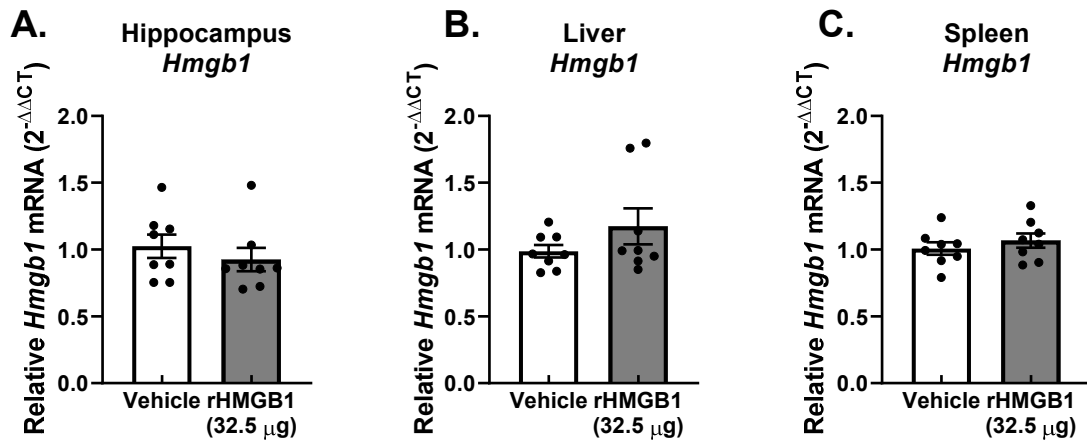 A.
Hippocampus
Hmgb1
Relative Hmgb1 mRNA (2^-ΔΔCT)
2.0
1.5
1.0
0.5
0.0
Vehicle rHMGB1
(32.5 μg)
B.
Liver
Hmgb1
Relative Hmgb1 mRNA (2^-ΔΔCT)
2.0
1.5
1.0
0.5
0.0
Vehicle rHMGB1
(32.5 μg)
C.
Spleen
Hmgb1
Relative Hmgb1 mRNA (2^-ΔΔCT)
2.0
1.5
1.0
0.5
0.0
Vehicle rHMGB1
(32.5 μg)